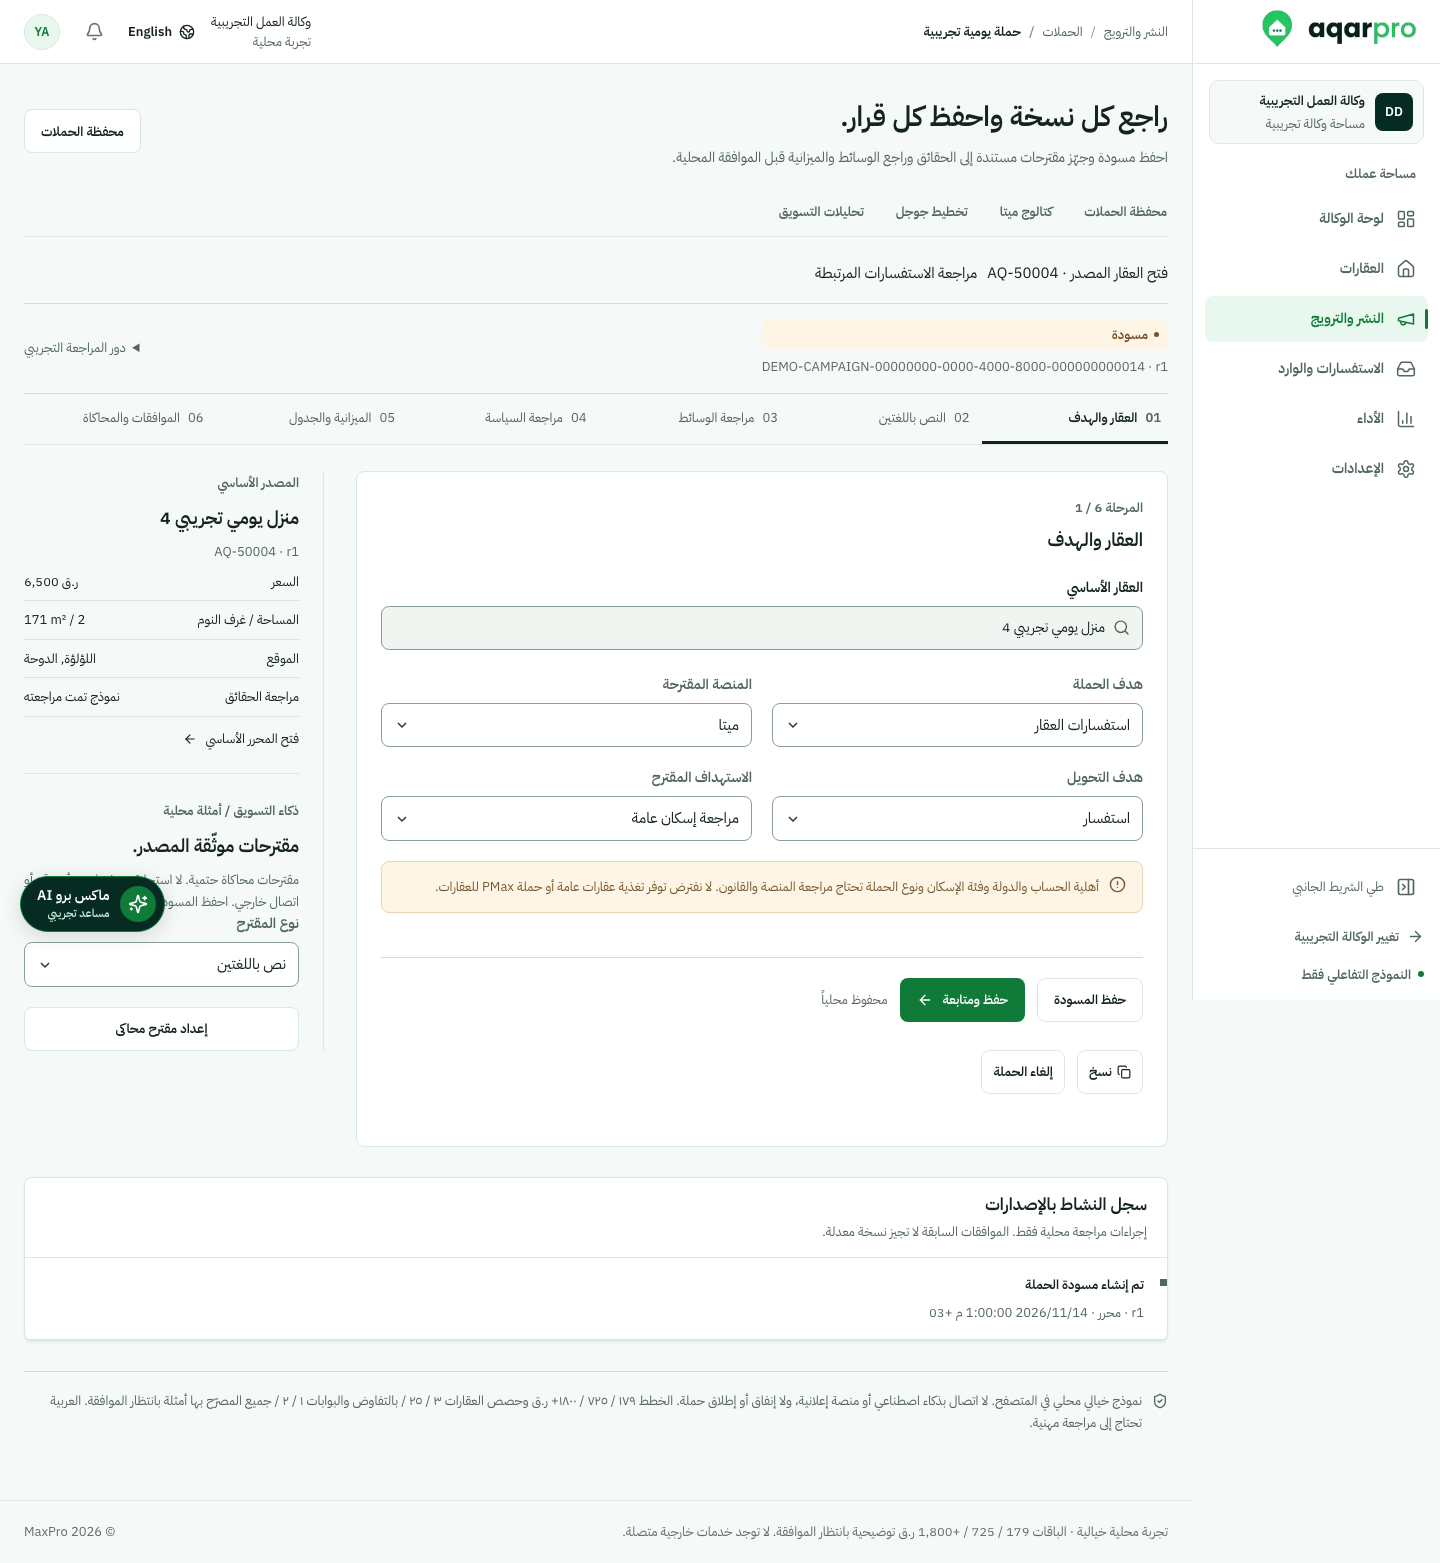 aqarpro
النشر والترويج / الحملات / حملة يومية تجريبية
وكالة العمل التجريبية
تجربة محلية
English
YA
DD
وكالة العمل التجريبية
مساحة وكالة تجريبية
مساحة عملك
لوحة الوكالة
العقارات
النشر والترويج
الاستفسارات والوارد
الأداء
الإعدادات
طي الشريط الجانبي
تغيير الوكالة التجريبية
النموذج التفاعلي فقط
راجع كل نسخة واحفظ كل قرار.
احفظ مسودة وجهّز مقترحات مستندة إلى الحقائق وراجع الوسائط والميزانية قبل الموافقة المحلية.
محفظة الحملات
محفظة الحملات
كتالوج ميتا
تخطيط جوجل
تحليلات التسويق
فتح العقار المصدر · AQ-50004
مراجعة الاستفسارات المرتبطة
مسودة
DEMO-CAMPAIGN-00000000-0000-4000-8000-000000000014 · r1
دور المراجعة التجريبي
01 العقار والهدف
02 النص باللغتين
03 مراجعة الوسائط
04 مراجعة السياسة
05 الميزانية والجدول
06 الموافقات والمحاكاة
المرحلة 6 / 1
العقار والهدف
العقار الأساسي
منزل يومي تجريبي 4
هدف الحملة
المنصة المقترحة
استفسارات العقار
ميتا
هدف التحويل
الاستهداف المقترح
استفسار
مراجعة إسكان عامة
أهلية الحساب والدولة وفئة الإسكان ونوع الحملة تحتاج مراجعة المنصة والقانون. لا نفترض توفر تغذية عقارات عامة أو حملة PMax للعقارات.
حفظ المسودة
حفظ ومتابعة
محفوظ محلياً
نسخ
إلغاء الحملة
المصدر الأساسي
منزل يومي تجريبي 4
AQ-50004 · r1
السعر
ر.ق 6,500
المساحة / غرف النوم
171 m² / 2
الموقع
اللؤلؤة, الدوحة
مراجعة الحقائق
نموذج تمت مراجعته
فتح المحرر الأساسي
ذكاء التسويق / أمثلة محلية
مقترحات موثّقة المصدر.
مقترحات محاكاة حتمية. لا
أو
اتصال خارجي. احفظ
نوع المقترح
نص باللغتين
إعداد مقترح محاكى
ماكس برو AI
مساعد تجريبي
سجل النشاط بالإصدارات
إجراءات مراجعة محلية فقط. الموافقات السابقة لا تجيز نسخة معدلة.
تم إنشاء مسودة الحملة
r1 · محرر · 2026/11/14 1:00:00 م +03
نموذج خيالي محلي في المتصفح. لا اتصال بذكاء اصطناعي أو منصة إعلانية، ولا إنفاق أو إطلاق حملة. الخطط ١٧٩ / ٧٢٥ / ١٨٠٠+ ر.ق وحصص العقارات ٣ / ٢٥ / بالتفاوض والبوابات ١ / ٢ / جميع المصرّح بها أمثلة بانتظار الموافقة. العربية
تحتاج إلى مراجعة مهنية.
تجربة محلية خيالية · الباقات 179 / 725 / +1,800 ر.ق توضيحية بانتظار الموافقة. لا توجد خدمات خارجية متصلة.
© 2026 MaxPro